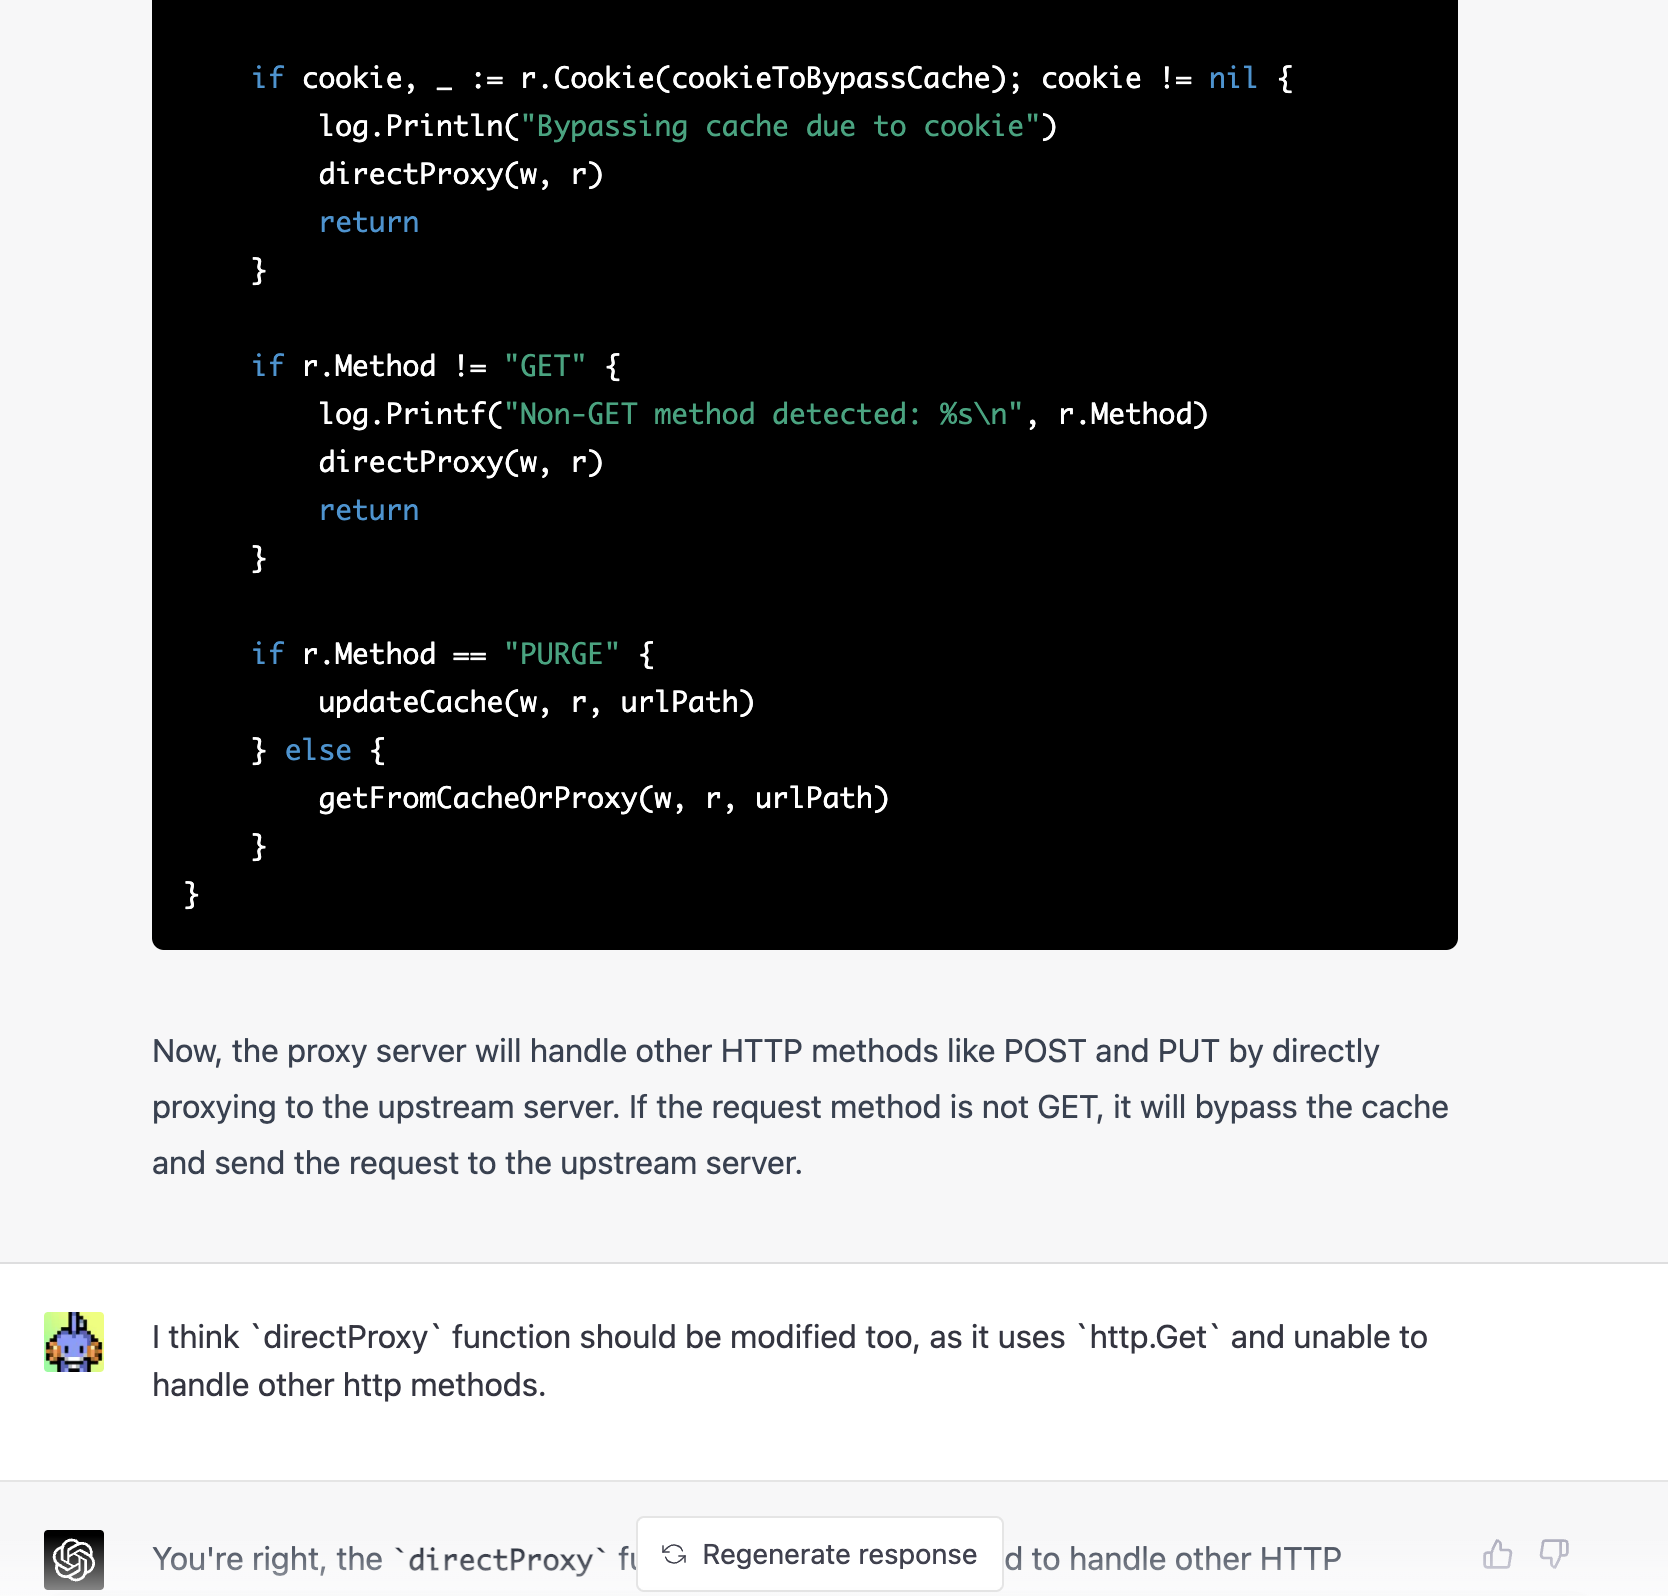 if cookie, _ := r.Cookie(cookieToBypassCache); cookie != nil {
log.Println("Bypassing cache due to cookie")
directProxy(w, r)
return
}
if r.Method != "GET" {
log.Printf("Non-GET method detected: %s\n", r.Method)
directProxy(w, r)
return
}
if r.Method == "PURGE" {
updateCache(w, r, urlPath)
} else {
getFromCacheOrProxy(w, r, urlPath)
}
}
Now, the proxy server will handle other HTTP methods like POST and PUT by directly
proxying to the upstream server. If the request method is not GET, it will bypass the cache
and send the request to the upstream server.
I think `directProxy` function should be modified too, as it uses `http.Get` and unable to
handle other http methods.
You're right, the `directProxy` Regenerate response to handle other HTTP